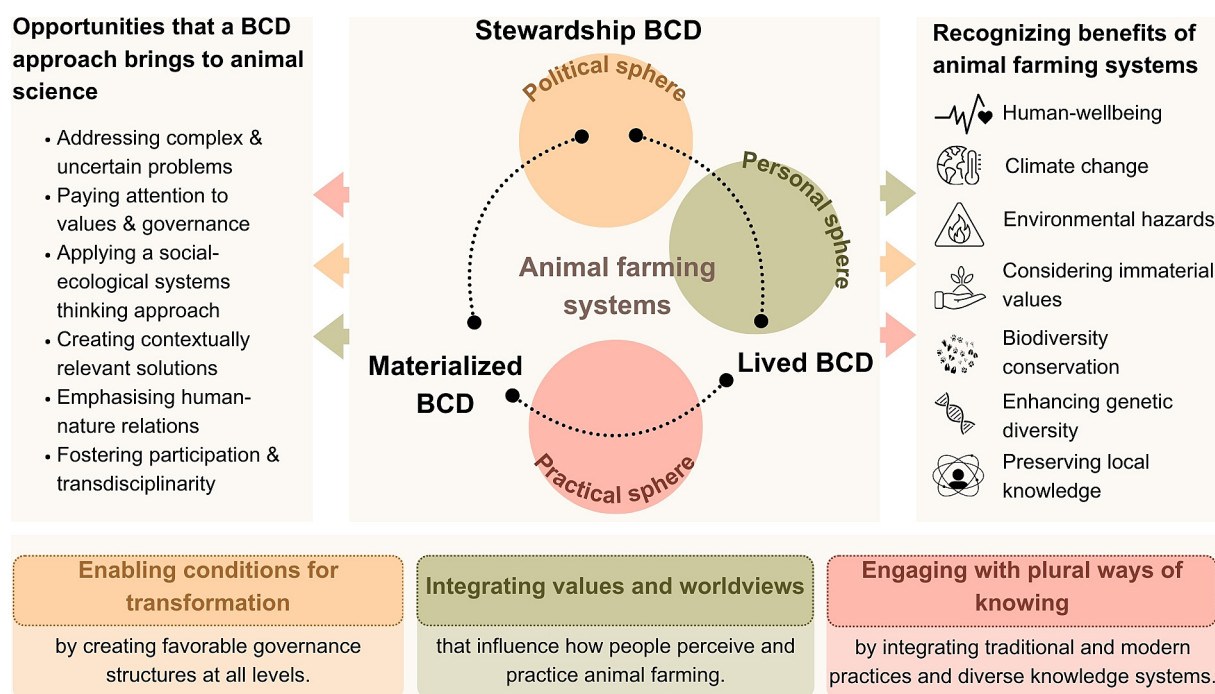 Opportunities that a BCD
approach brings to animal
science
• Addressing complex &
uncertain problems
• Paying attention to
values & governance
• Applying a social-
ecological systems
thinking approach
• Creating contextually
relevant solutions
• Emphasising human-
nature relations
• Fostering participation &
transdisciplinarity
Stewardship BCD
Political sphere
Personal sphere
Animal farming
systems
Materialized
BCD
Lived BCD
Practical sphere
Recognizing benefits of
animal farming systems
Human-wellbeing
Climate change
Environmental hazards
Considering immaterial
values
Biodiversity
conservation
Enhancing genetic
diversity
Preserving local
knowledge
Enabling conditions for
transformation
by creating favorable governance
structures at all levels.
Integrating values and worldviews
that influence how people perceive and
practice animal farming.
Engaging with plural ways of
knowing
by integrating traditional and modern
practices and diverse knowledge systems.